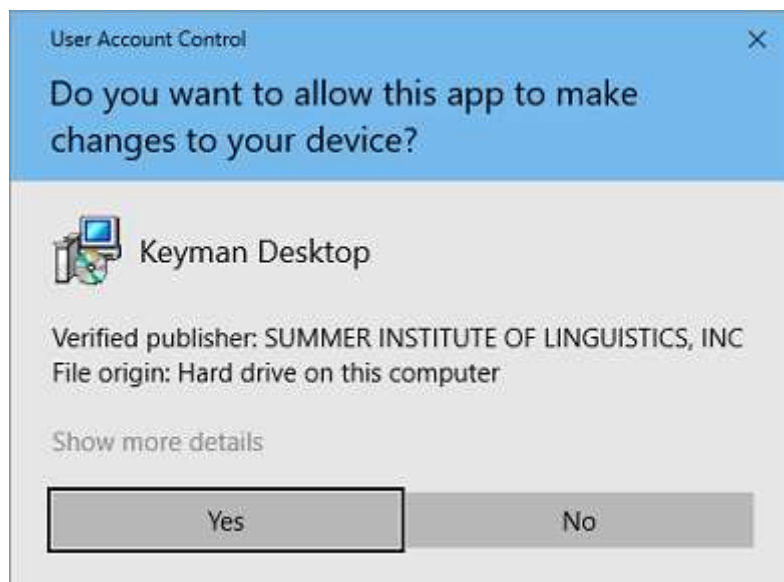 User Account Control
Do you want to allow this app to make
changes to your device?
Keyman Desktop
Verified publisher: SUMMER INSTITUTE OF LINGUISTICS, INC
File origin: Hard drive on this computer
Show more details
Yes
No